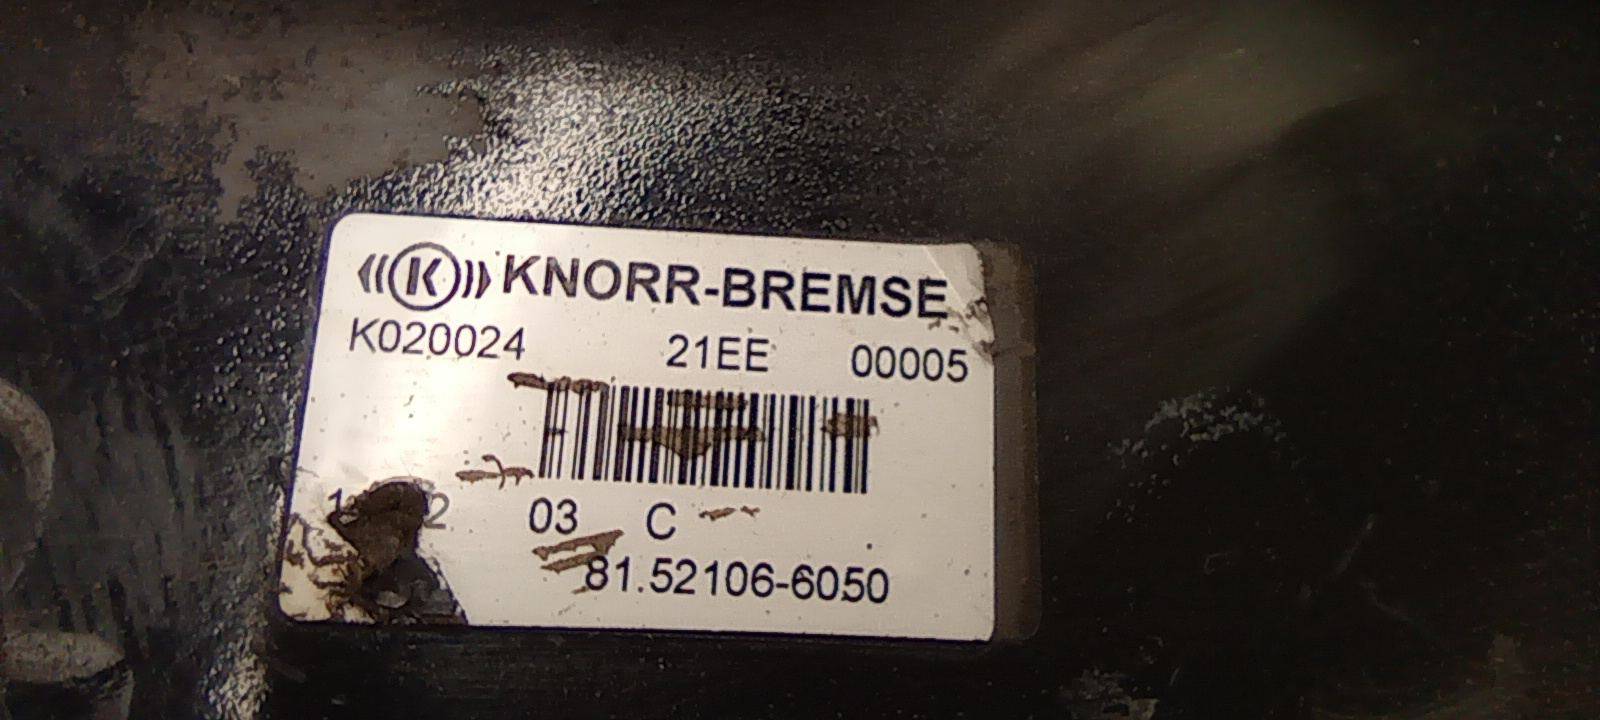 K KNORR-BREMSE
K020024 21EE 00005
03 C
81.52106-6050